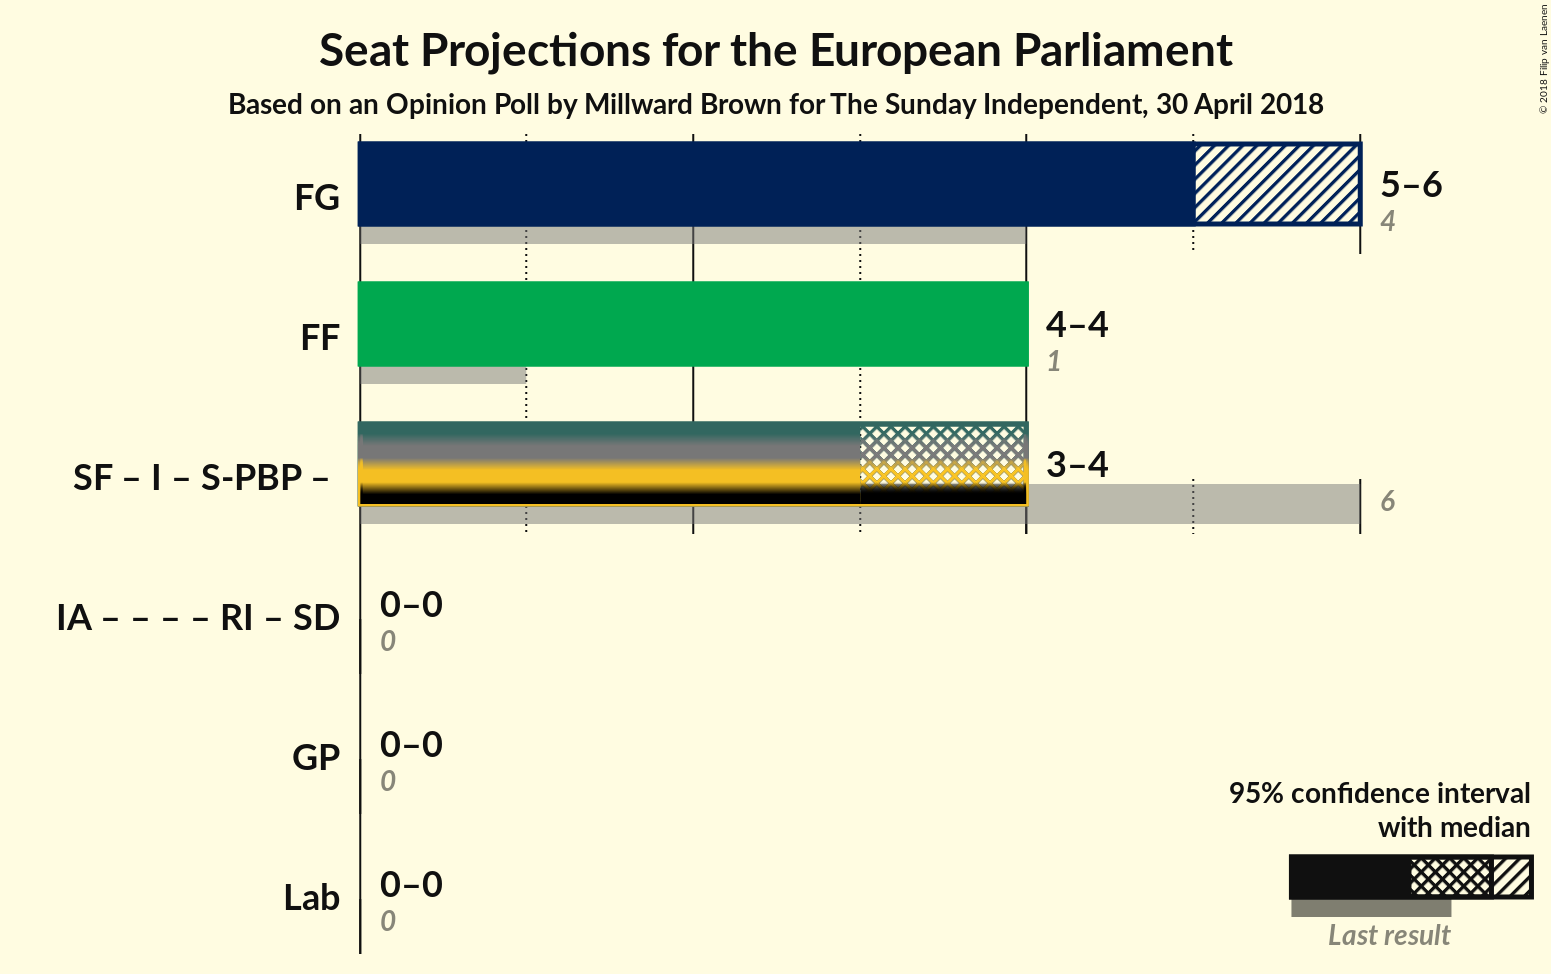 Seat Projections for the European Parliament
Based on an Opinion Poll by Millward Brown for The Sunday Independent, 30 April 2018
© 2018 Filip van Laenen
FG
5–6
4
FF
4–4
1
SF – I – S-PBP –
3–4
6
IA – – – – RI – SD
0–0
0
GP
0–0
0
Lab
0–0
0
95% confidence interval
with median
Last result